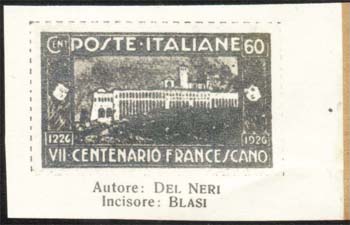 CENT POSTE·ITALIANE 60
1226 1926
VII·CENTENARIO FRANCESCANO
Autore: DEL NERI
Incisore: BLASI